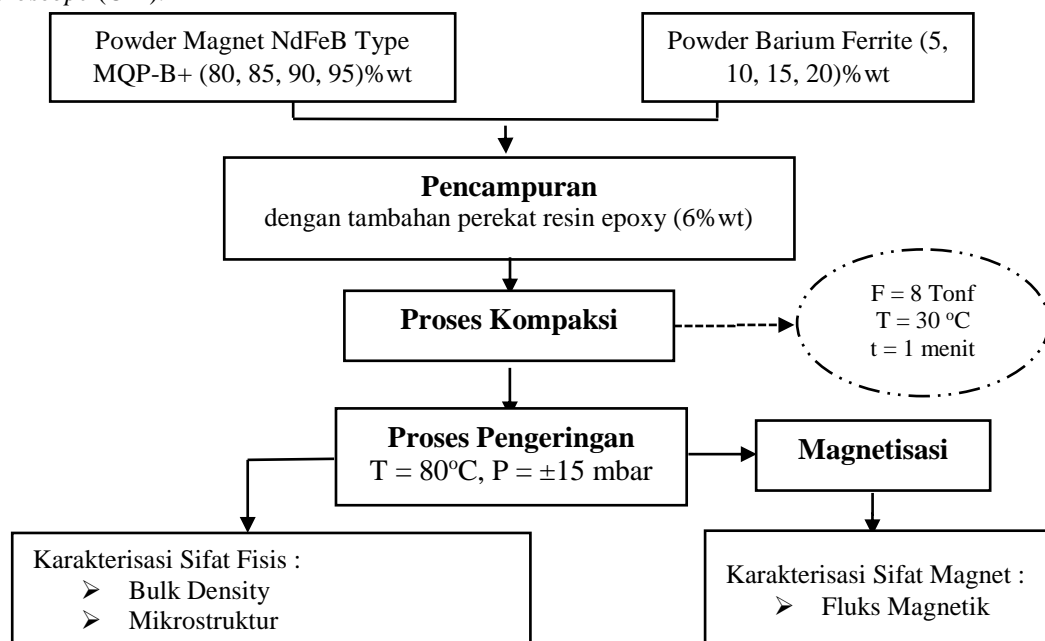 Powder Magnet NdFeB Type
MQP-B+ (80, 85, 90, 95)%wt
Powder Barium Ferrite (5,
10, 15, 20)%wt
Pencampuran
dengan tambahan perekat resin epoxy (6%wt)
Proses Kompaksi
F = 8 Tonf
T = 30 °C
t = 1 menit
Proses Pengeringan
T = 80°C, P = ±15 mbar
Magnetisasi
Karakterisasi Sifat Fisis :
➢ Bulk Density
➢ Mikrostruktur
Karakterisasi Sifat Magnet :
➢ Fluks Magnetik